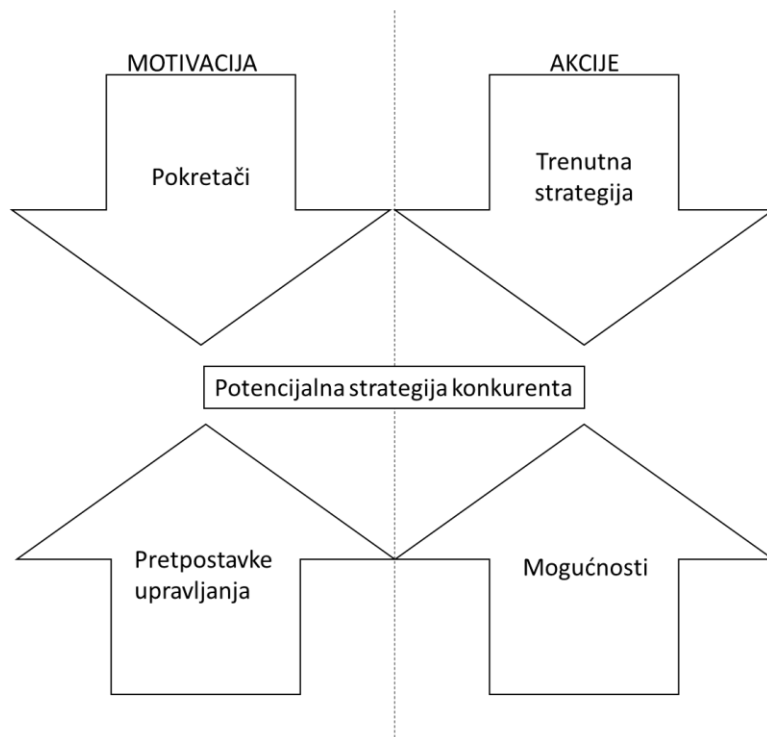 MOTIVACIJA
AKCIJE
Pokretači
Trenutna
strategija
Potencijalna strategija konkurenta
Pretpostavke
upravljanja
Mogućnosti